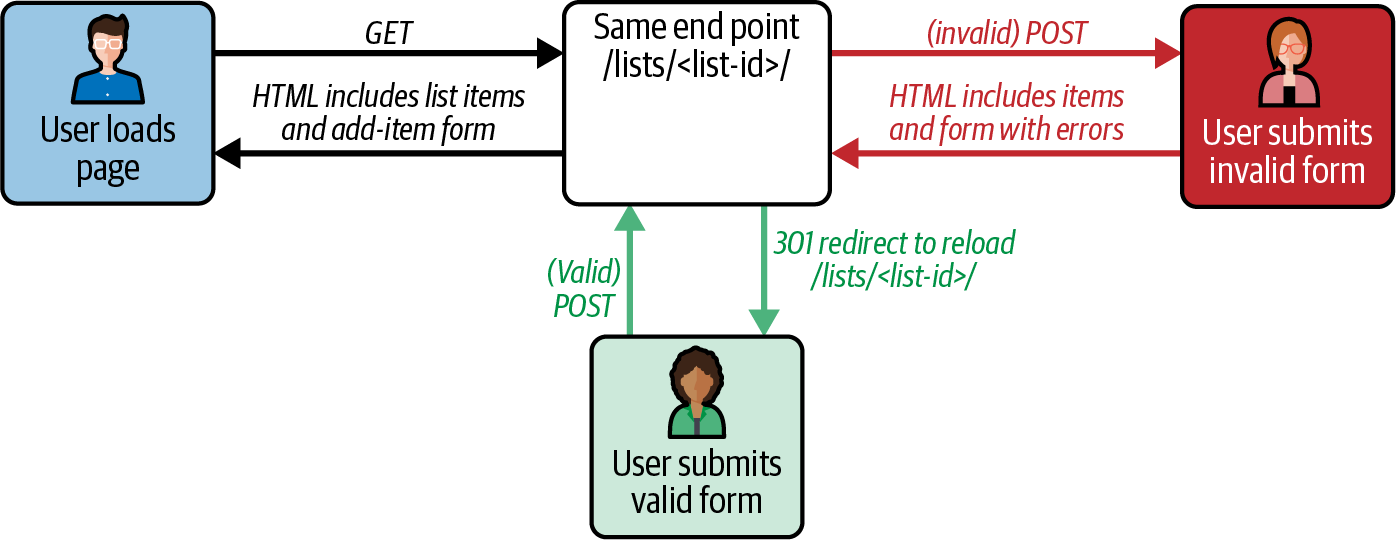 GET
HTML includes list items
and add-item form
User loads
page
Same end point
/lists/<list-id>/
(invalid) POST
HTML includes items
and form with errors
User submits
invalid form
(Valid)
POST
301 redirect to reload
/lists/<list-id>/
User submits
valid form